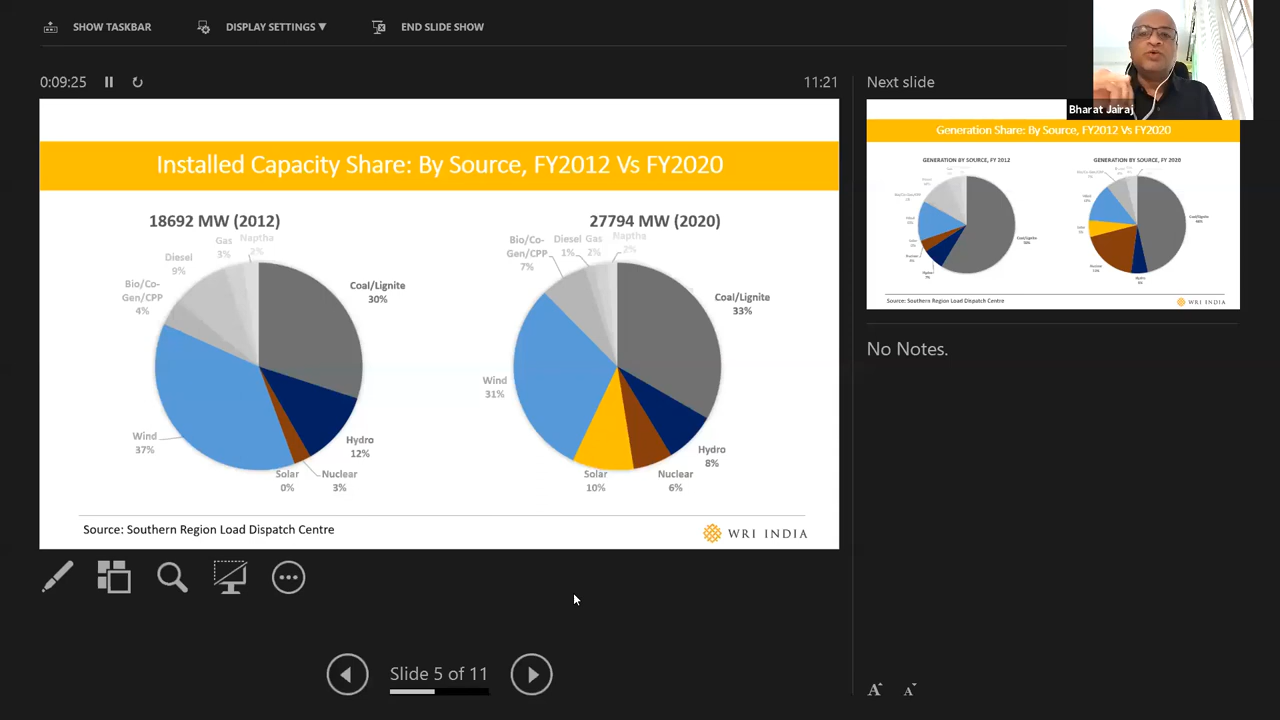 SHOW TASKBAR
DISPLAY SETTINGS ▼
END SLIDE SHOW
Bharat Jairaj
0:09:25
11:21
Installed Capacity Share: By Source, FY2012 Vs FY2020
18692 MW (2012)
Naptha
2%
Gas
3%
Diesel
9%
Bio/Co-
Gen/CPP
4%
Coal/Lignite
30%
Wind
37%
Hydro
12%
Solar
0%
Nuclear
3%
27794 MW (2020)
Bio/Co-
Gen/CPP
7%
Diesel
1%
Gas
2%
Naptha
2%
Coal/Lignite
33%
Wind
31%
Hydro
8%
Solar
10%
Nuclear
6%
Source: Southern Region Load Dispatch Centre
WRI INDIA
Slide 5 of 11
Next slide
Generation Share: By Source, FY2012 Vs FY2020
GENERATION BY SOURCE, FY 2012
GENERATION BY SOURCE, FY 2020
Coal/Lignite
Coal/Lignite
Source: Southern Region Load Dispatch Centre
WRI INDIA
No Notes.
A A